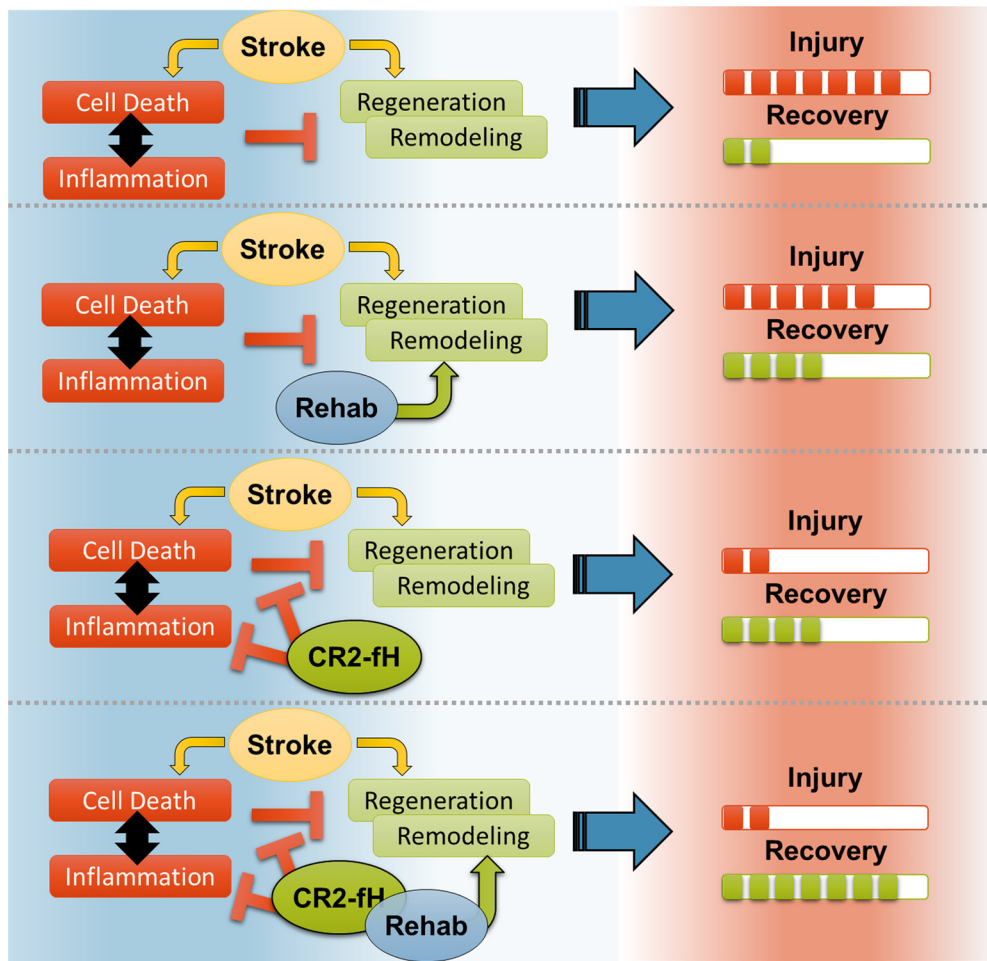 Stroke
Injury
Cell Death
Regeneration
Recovery
Remodeling
Inflammation
Stroke
Injury
Cell Death
Regeneration
Recovery
Remodeling
Inflammation
Rehab
Stroke
Injury
Cell Death
Regeneration
Remodeling
Recovery
Inflammation
CR2-fH
Stroke
Injury
Cell Death
Regeneration
Remodeling
Recovery
Inflammation
CR2-fH
Rehab